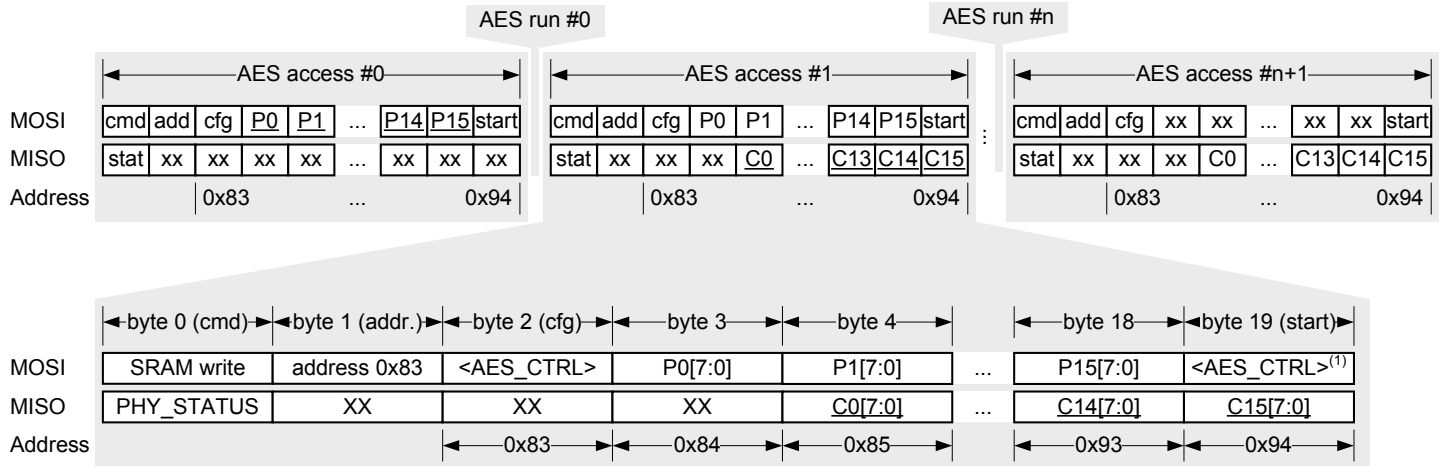 AES run #0 AES run #n
AES access #0 AES access #1 AES access #n+1
MOSI cmd add cfg P0 P1 ... P14 P15 start cmd add cfg P0 P1 ... P14 P15 start ... cmd add cfg xx xx ... xx xx start
MISO stat xx xx xx xx ... xx xx xx stat xx xx xx C0 ... C13 C14 C15 stat xx xx xx C0 ... C13 C14 C15
Address 0x83 ... 0x94 0x83 ... 0x94 0x83 ... 0x94
byte 0 (cmd) byte 1 (addr.) byte 2 (cfg) byte 3 byte 4 byte 18 byte 19 (start)
MOSI SRAM write address 0x83 <AES_CTRL> P0[7:0] P1[7:0] ... P15[7:0] <AES_CTRL>(1)
MISO PHY_STATUS XX XX XX C0[7:0] ... C14[7:0] C15[7:0]
Address 0x83 0x84 0x85 0x93 0x94